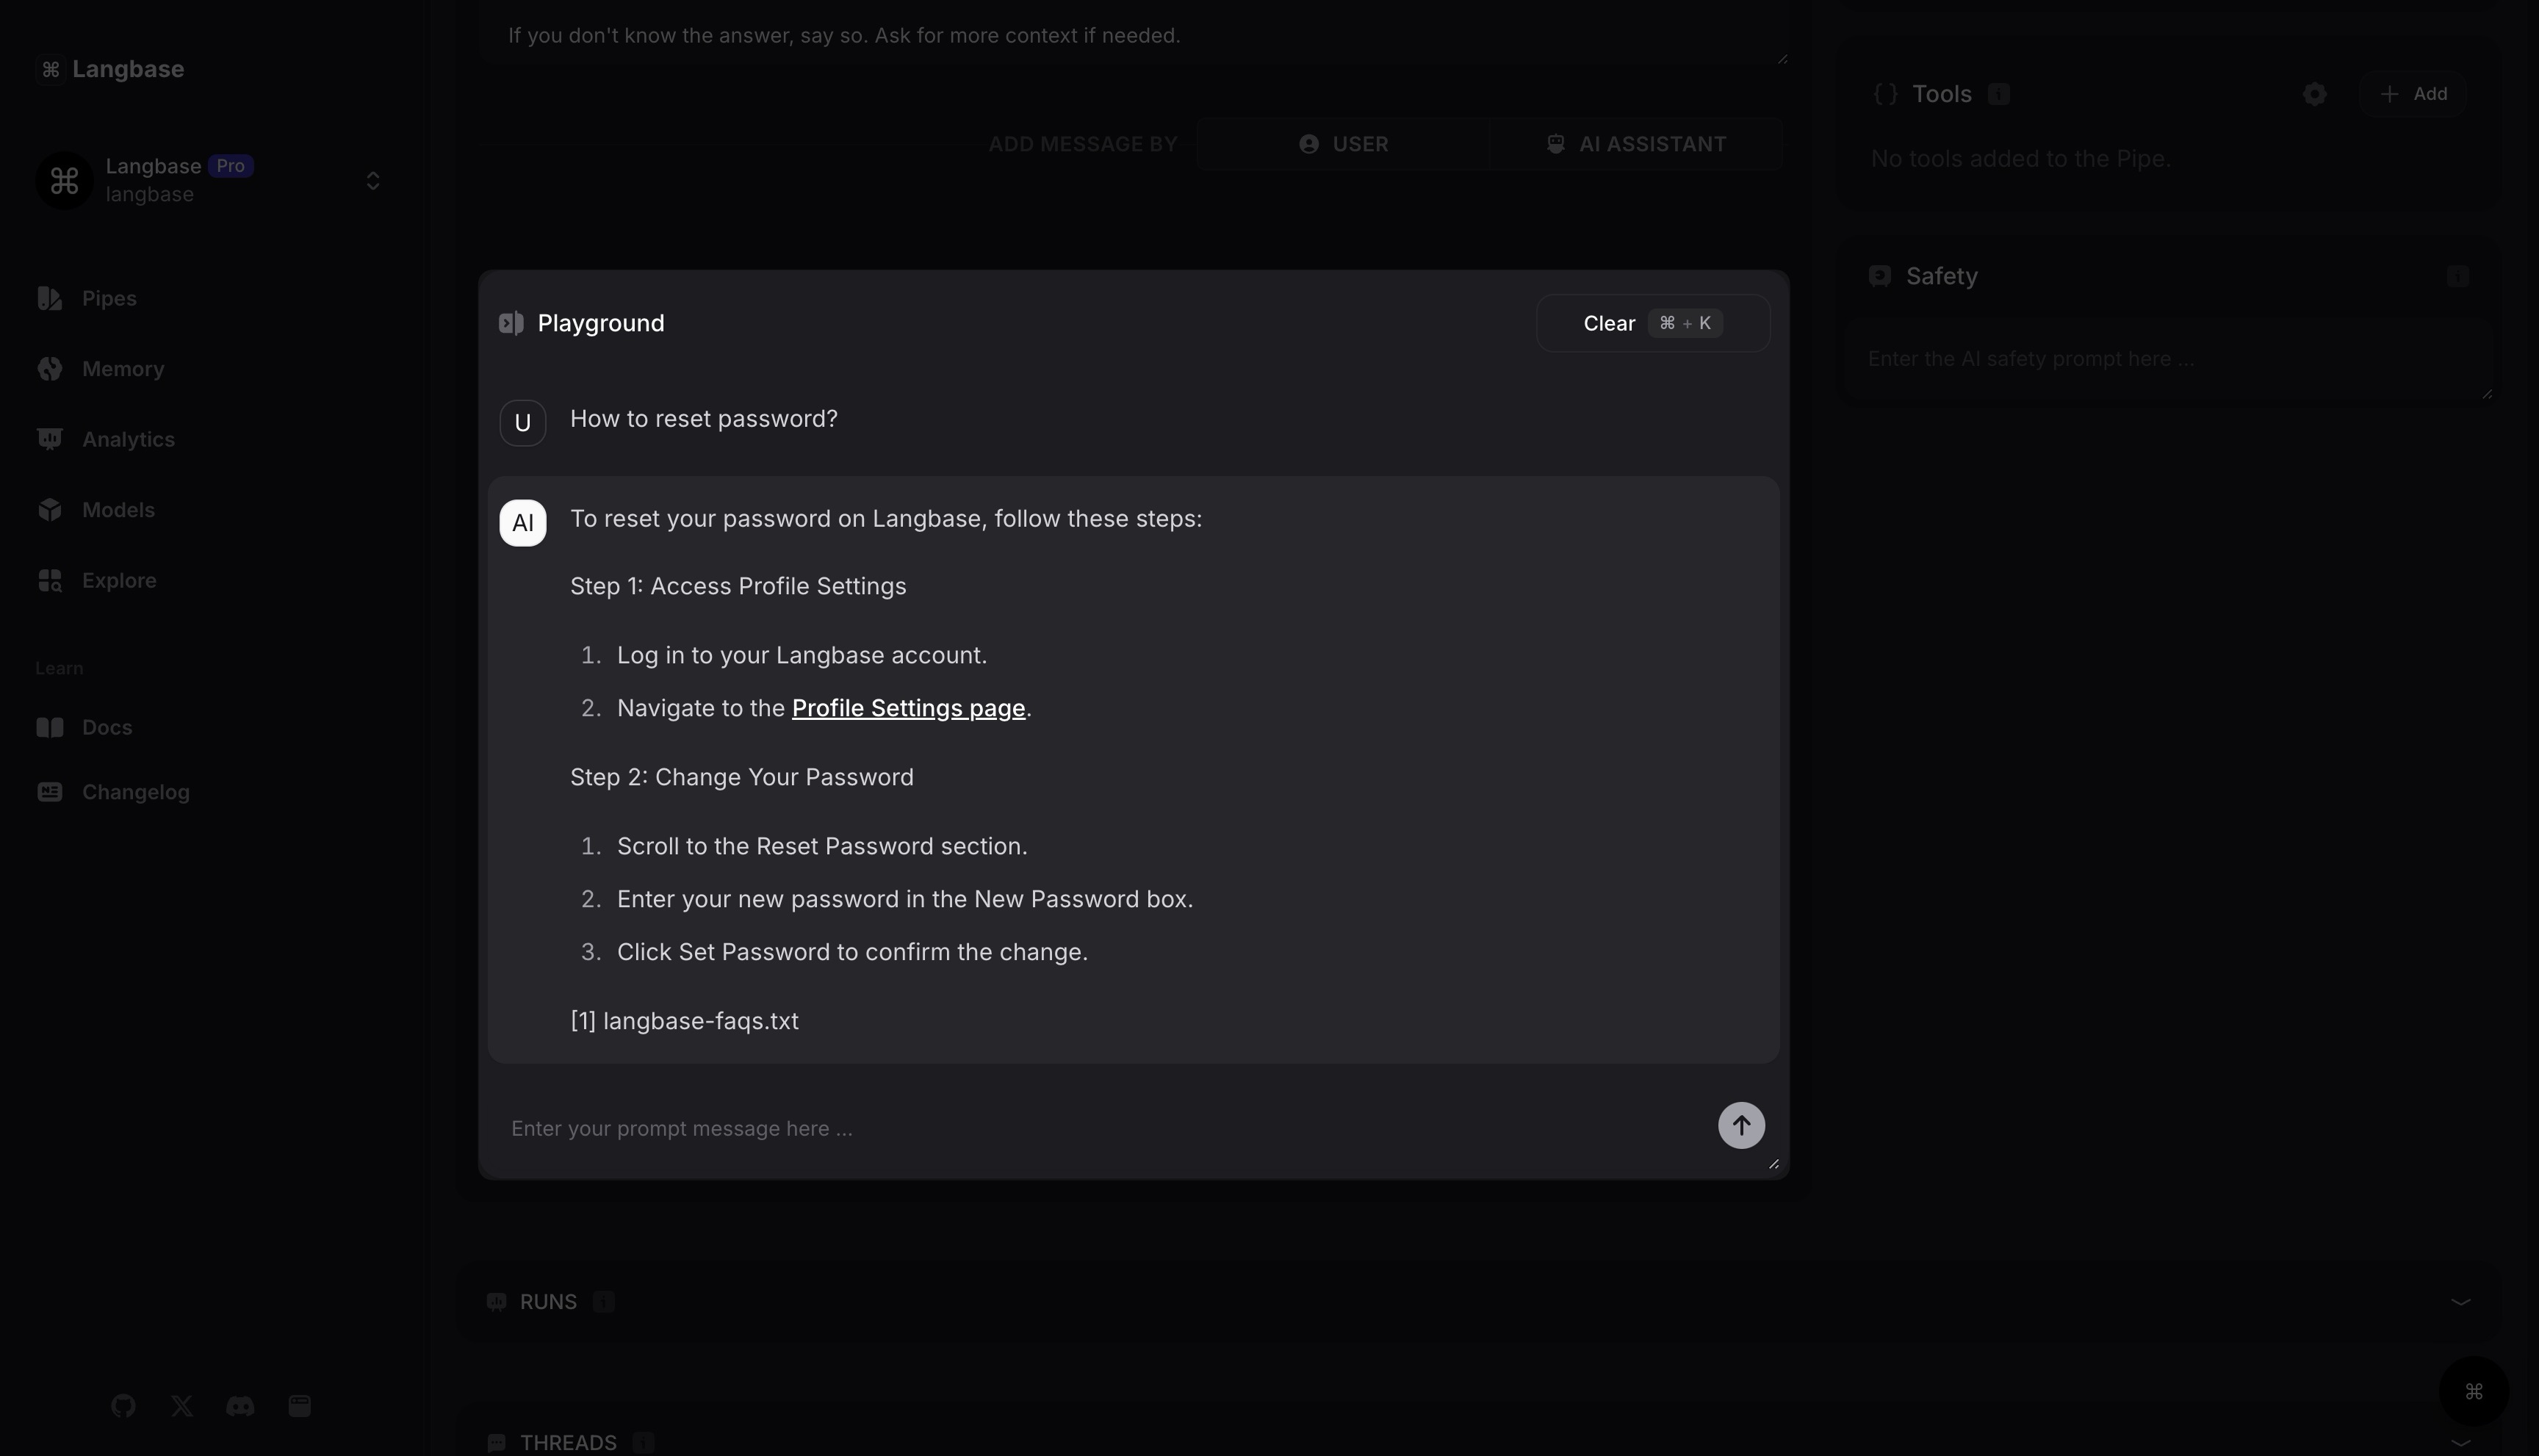 Langbase
Langbase Pro
langbase
Pipes
Memory
Analytics
Models
Explore
Learn
Docs
Changelog
If you don't know the answer, say so. Ask for more context if needed.
ADD MESSAGE BY USER AI ASSISTANT
Playground
Clear ⌘ + K
U How to reset password?
AI To reset your password on Langbase, follow these steps:
Step 1: Access Profile Settings
1. Log in to your Langbase account.
2. Navigate to the Profile Settings page.
Step 2: Change Your Password
1. Scroll to the Reset Password section.
2. Enter your new password in the New Password box.
3. Click Set Password to confirm the change.
[1] langbase-faqs.txt
Enter your prompt message here ...
RUNS
THREADS
Tools
Add
No tools added to the Pipe.
Safety
Enter the AI safety prompt here ...